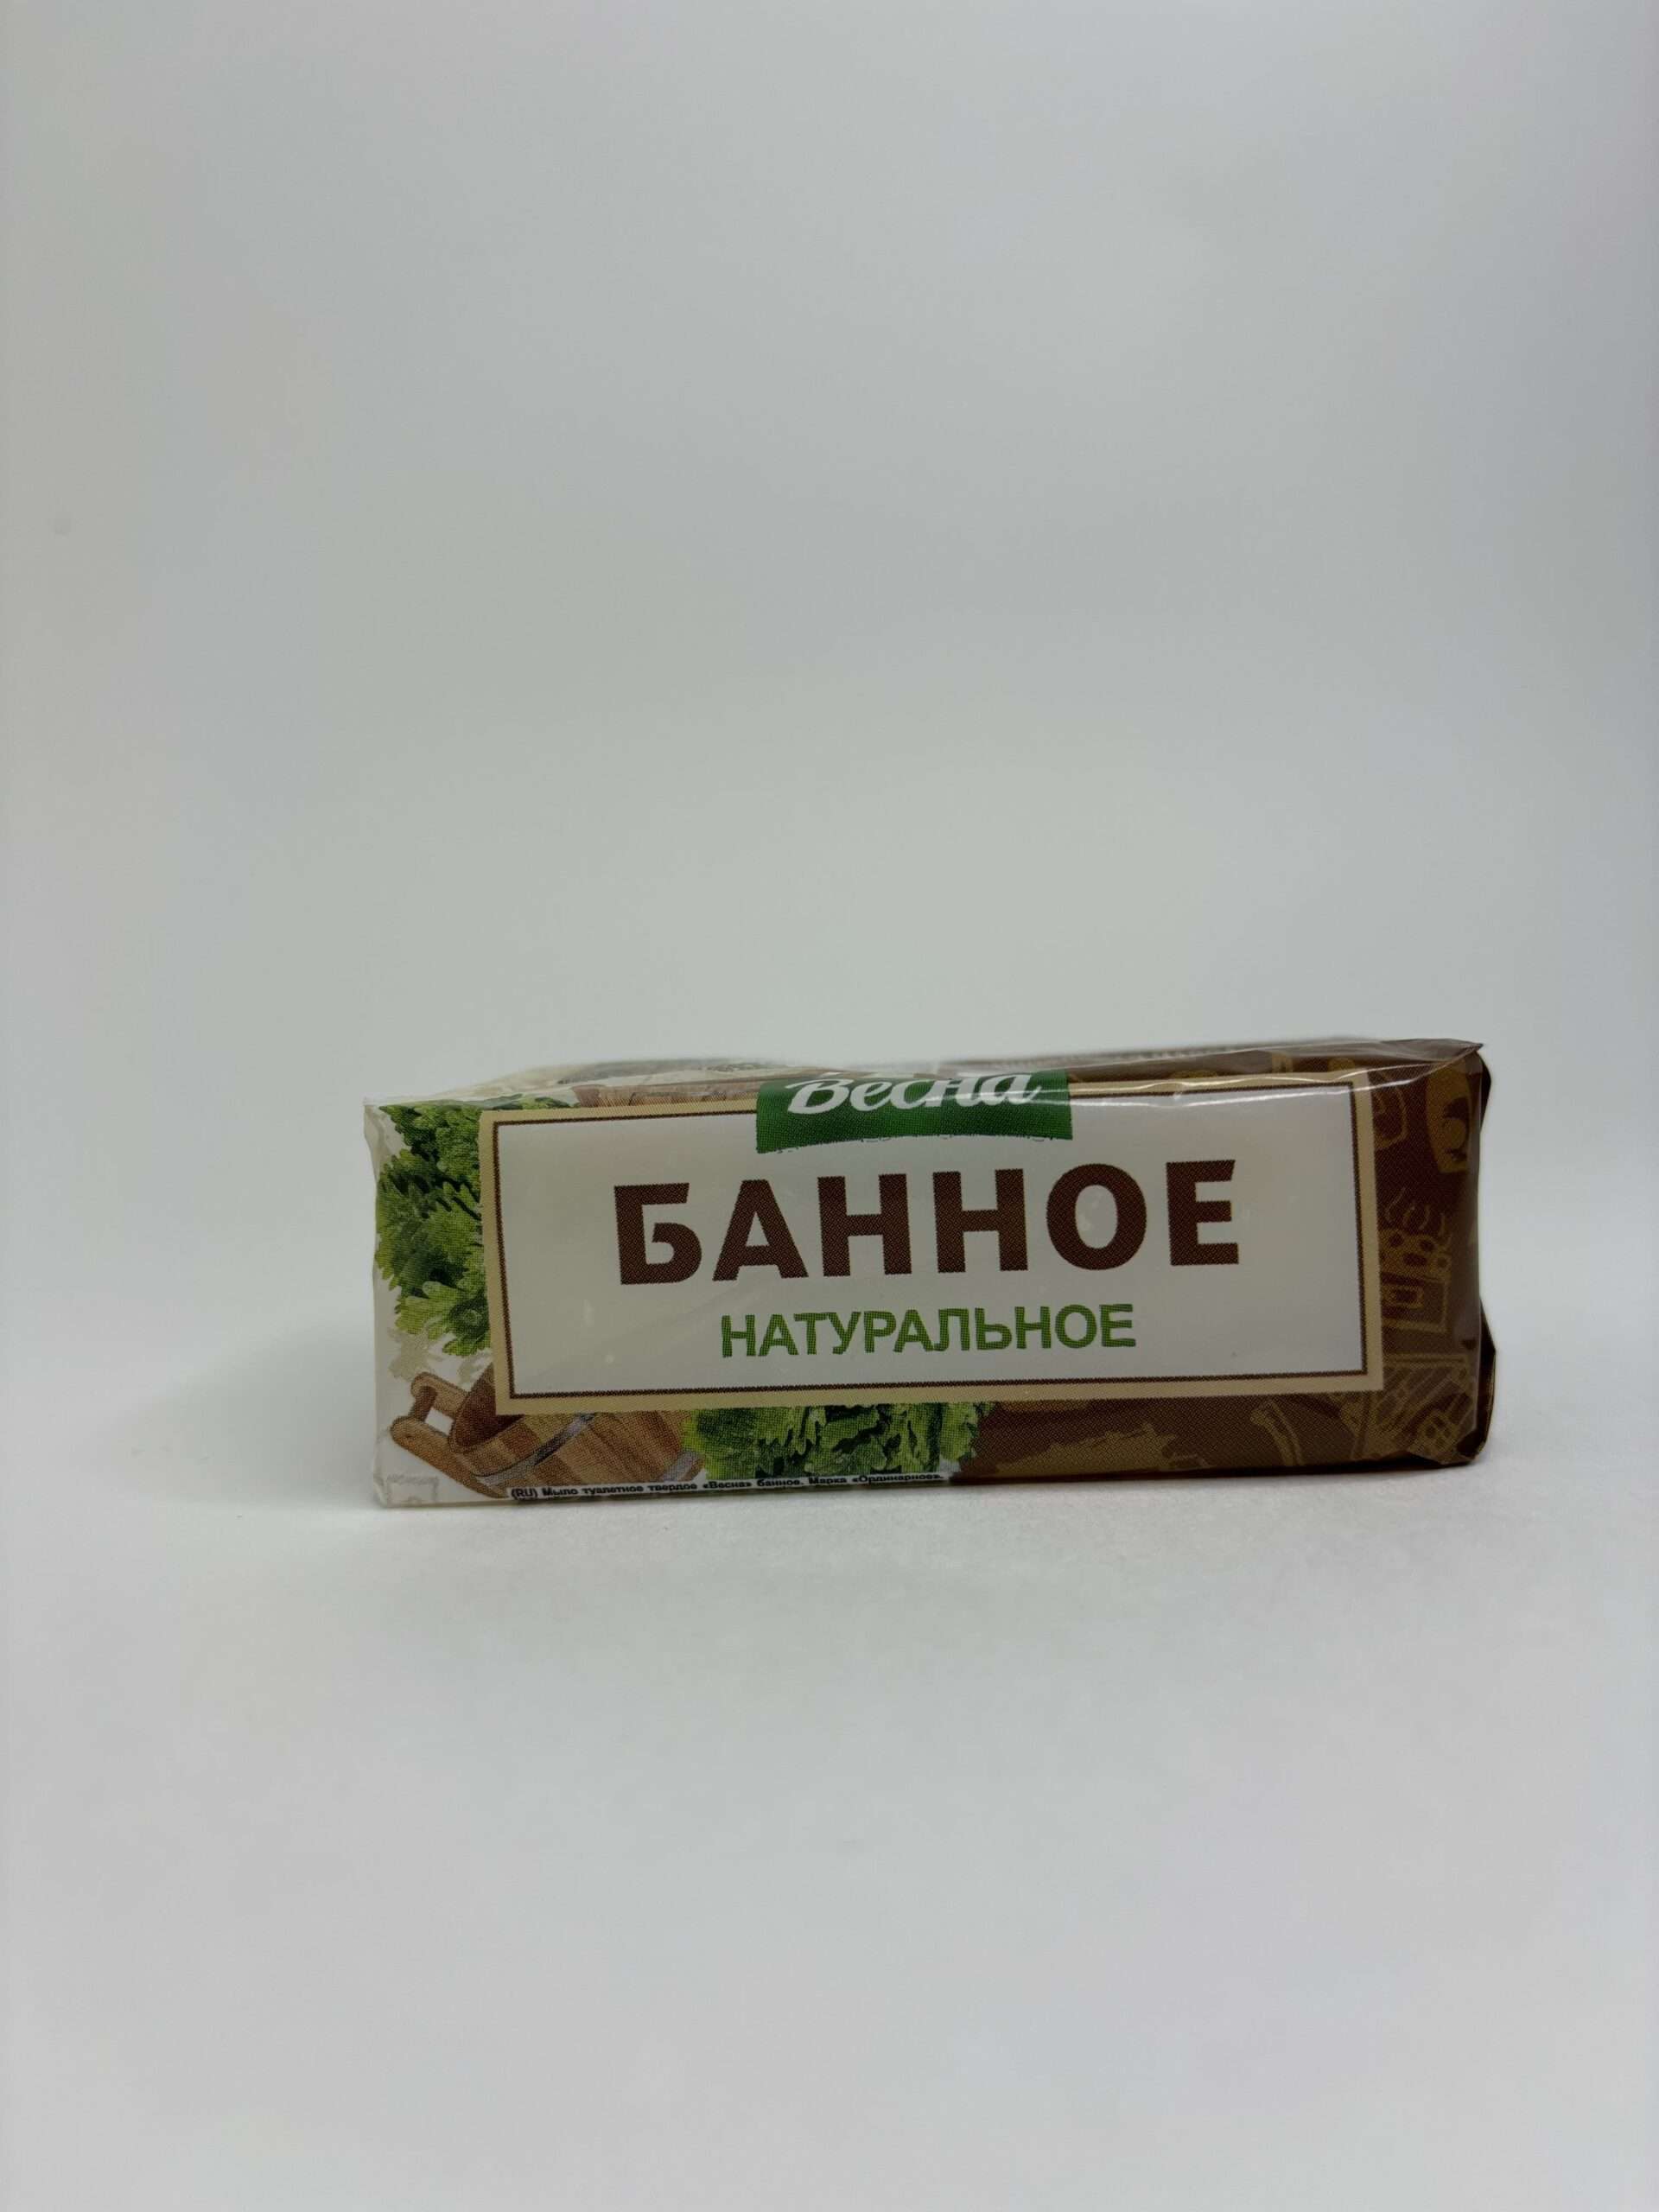 Весна
БАННОЕ
НАТУРАЛЬНОЕ
(RU) Мыло туалетное твердое «Весна» банное. Марка «Ординарное».